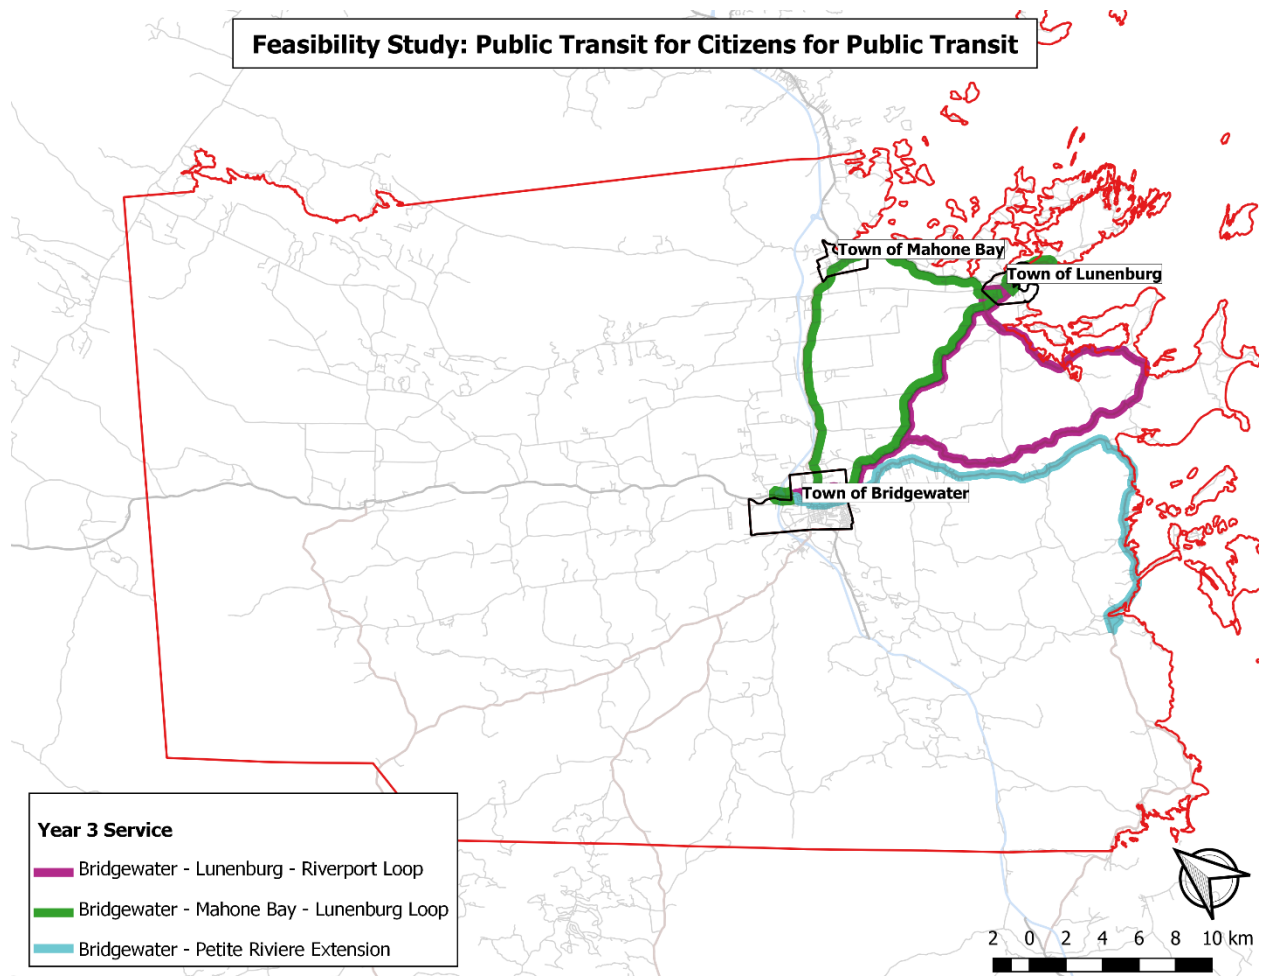 Feasibility Study: Public Transit for Citizens for Public Transit
Town of Mahone Bay
Town of Lunenburg
Town of Bridgewater
Year 3 Service
Bridgewater - Lunenburg - Riverport Loop
Bridgewater - Mahone Bay - Lunenburg Loop
Bridgewater - Petite Riviere Extension
2 0 2 4 6 8 10 km